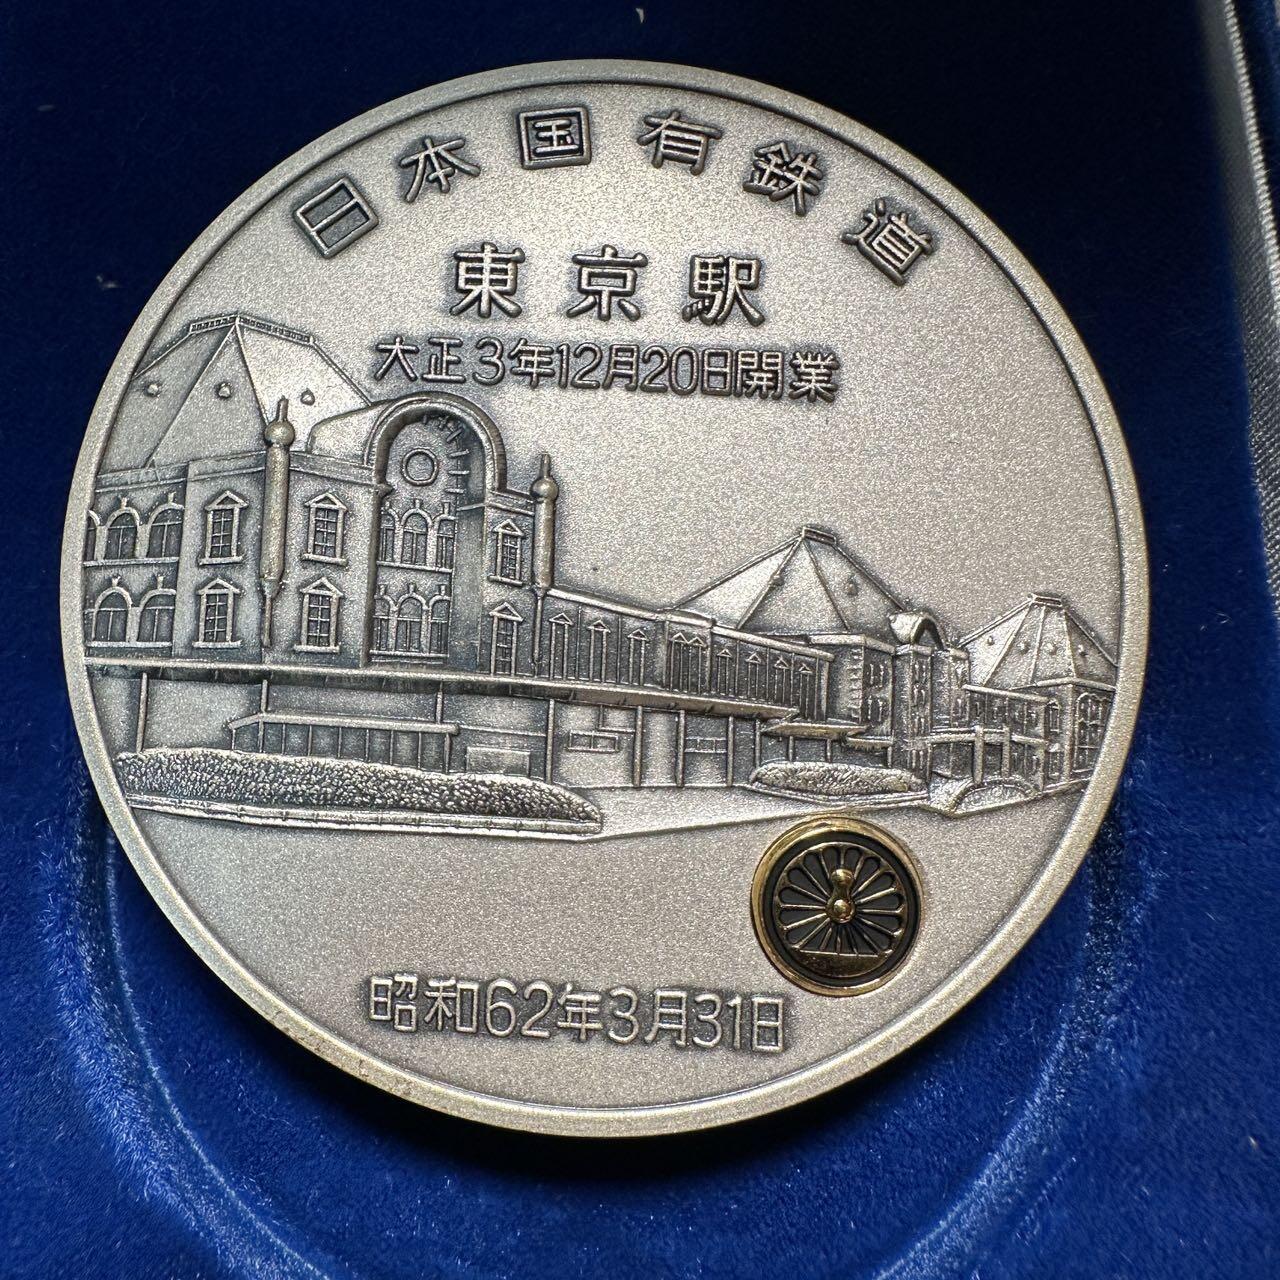 日本国有鉄道
東京駅
大正3年12月20日開業
昭和62年3月31日